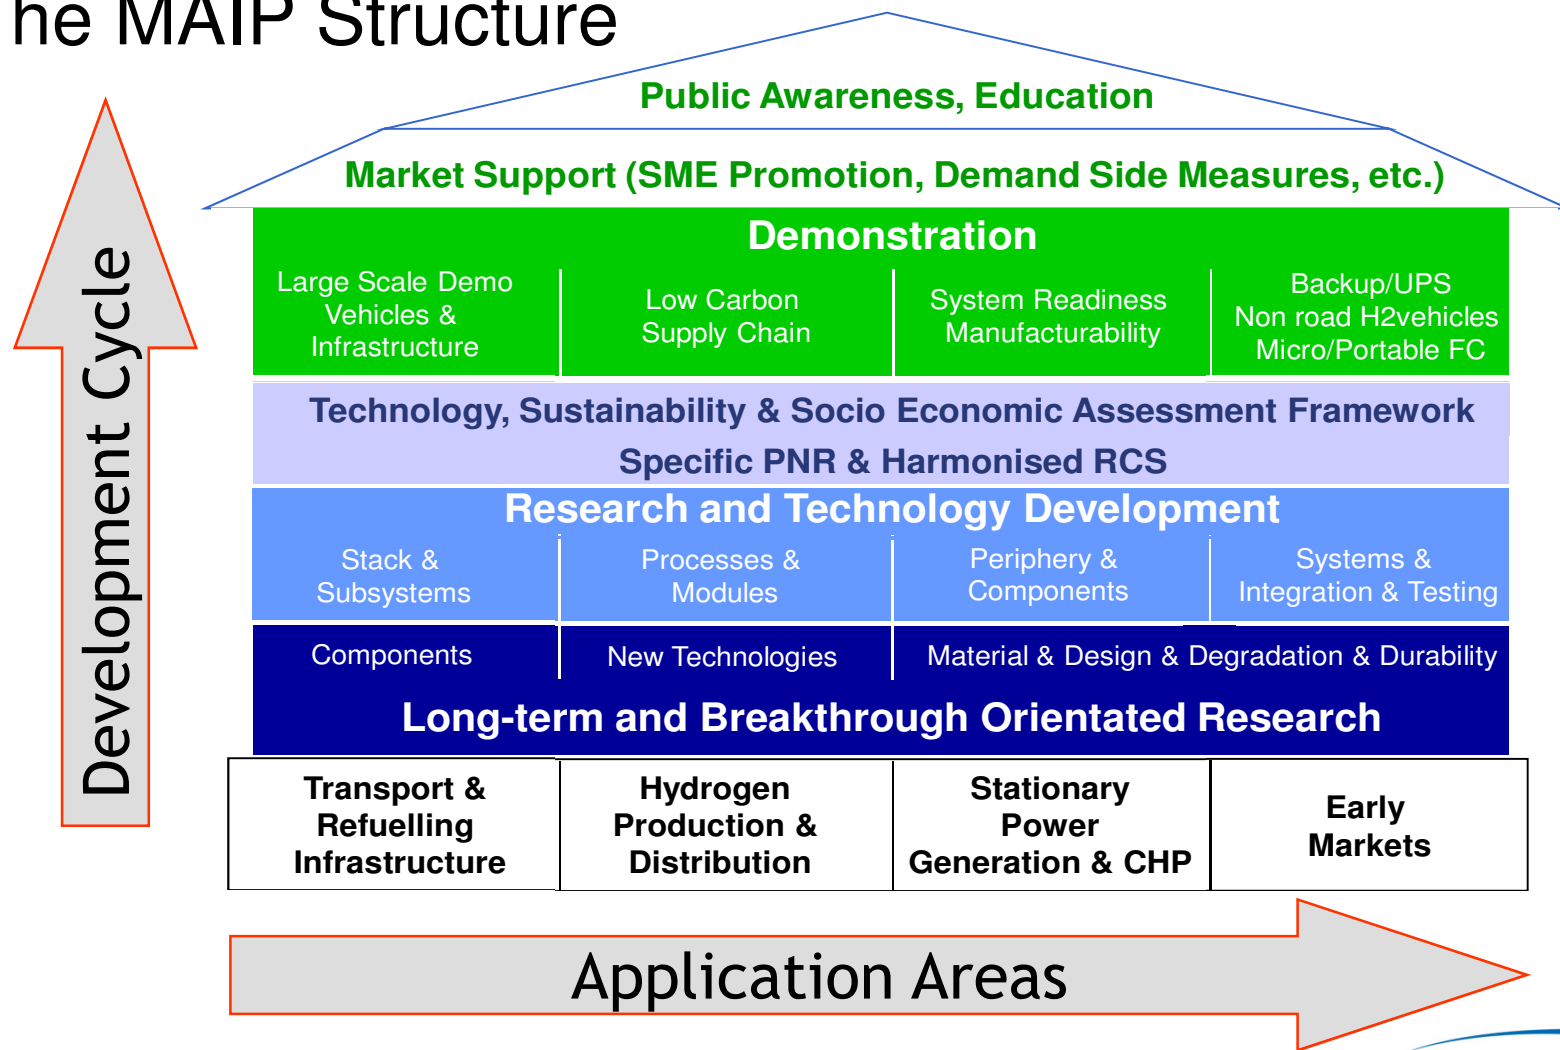 he MAIP Structure
Public Awareness, Education
Market Support (SME Promotion, Demand Side Measures, etc.)
Demonstration
Large Scale Demo
Vehicles &
Infrastructure
Low Carbon
Supply Chain
System Readiness
Manufacturability
Backup/UPS
Non road H2vehicles
Micro/Portable FC
Technology, Sustainability & Socio Economic Assessment Framework
Specific PNR & Harmonised RCS
Research and Technology Development
Stack &
Subsystems
Processes &
Modules
Periphery &
Components
Systems &
Integration & Testing
Components
New Technologies
Material & Design & Degradation & Durability
Long-term and Breakthrough Orientated Research
Transport &
Refuelling
Infrastructure
Hydrogen
Production &
Distribution
Stationary
Power
Generation & CHP
Early
Markets
Development Cycle
Application Areas